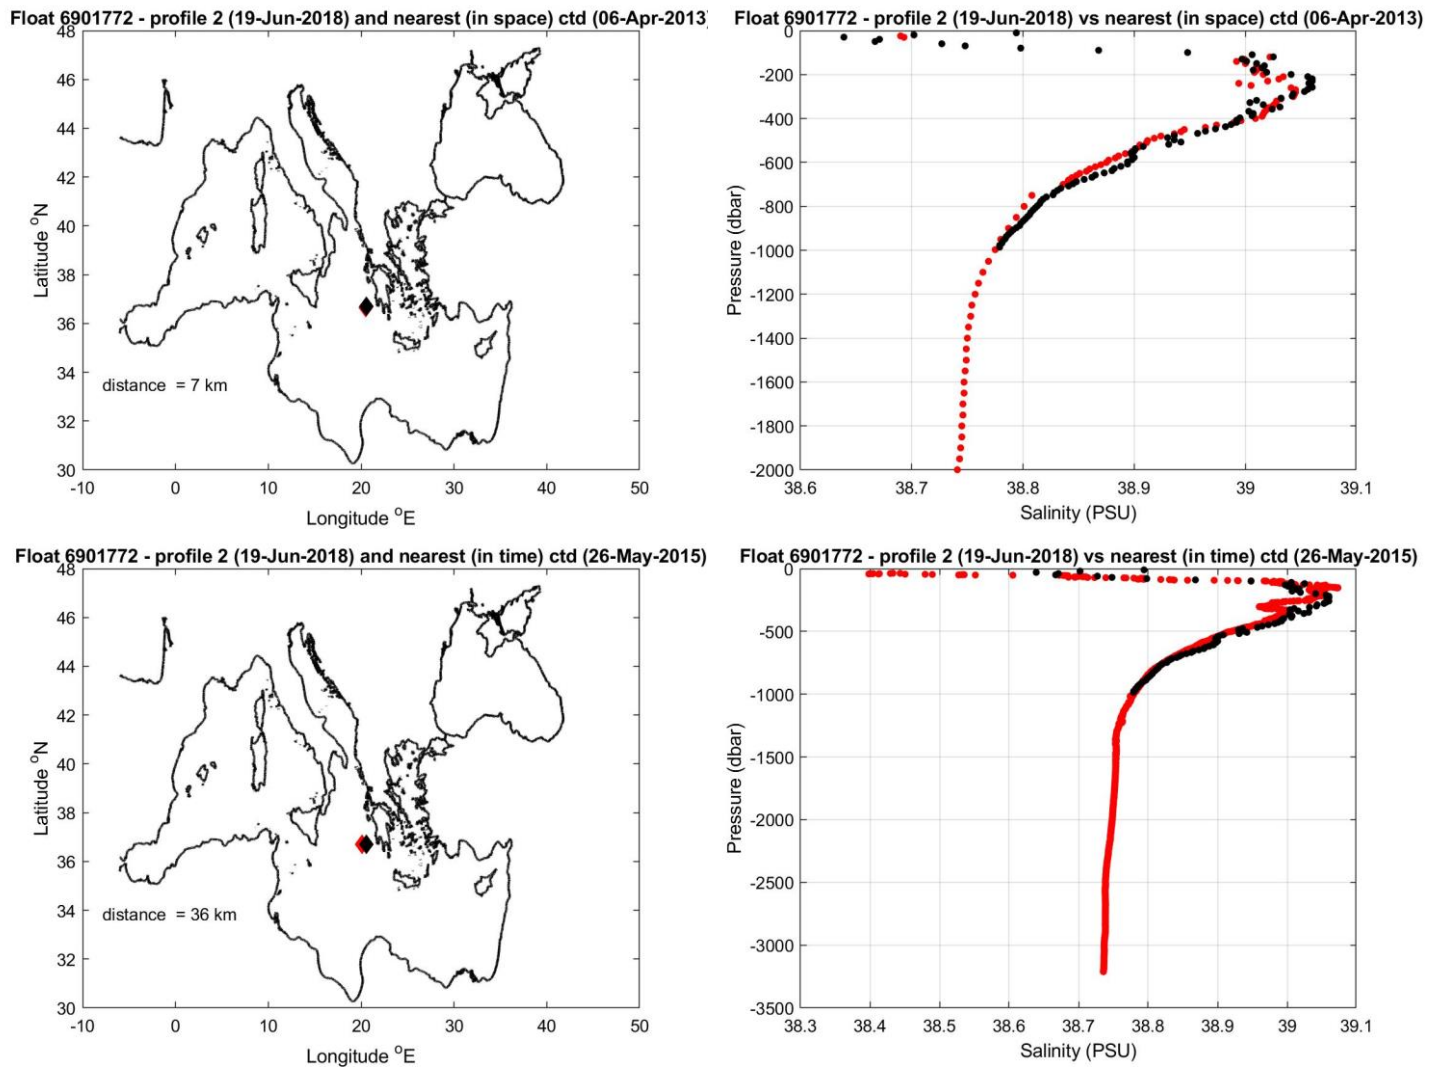 Float 6901772 - profile 2 (19-Jun-2018) and nearest (in space) ctd (06-Apr-2013)
48
46
44
42
40
38
36
34
32
30
Latitude °N
distance = 7 km
-10 0 10 20 30 40 50
Longitude °E
Float 6901772 - profile 2 (19-Jun-2018) vs nearest (in space) ctd (06-Apr-2013)
0
-200
-400
-600
-800
-1000
-1200
-1400
-1600
-1800
-2000
Pressure (dbar)
38.6 38.7 38.8 38.9 39 39.1
Salinity (PSU)
Float 6901772 - profile 2 (19-Jun-2018) and nearest (in time) ctd (26-May-2015)
48
46
44
42
40
38
36
34
32
30
Latitude °N
distance = 36 km
-10 0 10 20 30 40 50
Longitude °E
Float 6901772 - profile 2 (19-Jun-2018) vs nearest (in time) ctd (26-May-2015)
0
-500
-1000
-1500
-2000
-2500
-3000
-3500
Pressure (dbar)
38.3 38.4 38.5 38.6 38.7 38.8 38.9 39 39.1
Salinity (PSU)